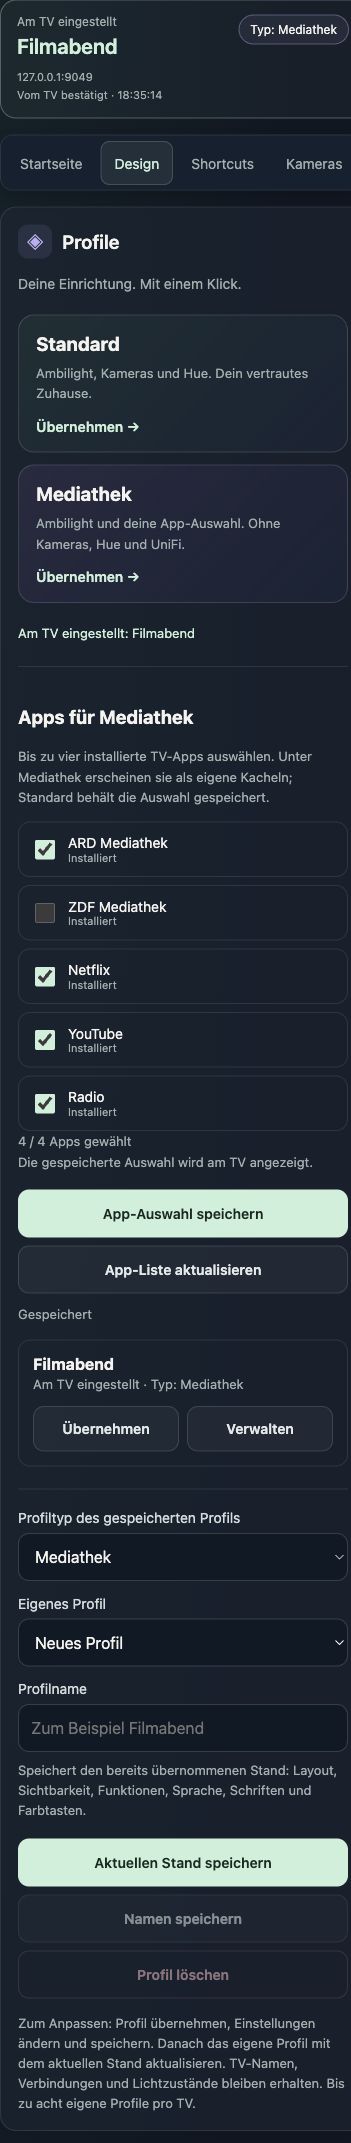 Am TV eingestellt
Filmabend
Typ: Mediathek
127.0.0.1:9049
Vom TV bestätigt · 18:35:14
Startseite
Design
Shortcuts
Kameras
Profile
Deine Einrichtung. Mit einem Klick.
Standard
Ambilight, Kameras und Hue. Dein vertrautes
Zuhause.
Übernehmen →
Mediathek
Ambilight und deine App-Auswahl. Ohne
Kameras, Hue und UniFi.
Übernehmen →
Am TV eingestellt: Filmabend
Apps für Mediathek
Bis zu vier installierte TV-Apps auswählen. Unter
Mediathek erscheinen sie als eigene Kacheln;
Standard behält die Auswahl gespeichert.
ARD Mediathek
Installiert
ZDF Mediathek
Installiert
Netflix
Installiert
YouTube
Installiert
Radio
Installiert
4 / 4 Apps gewählt
Die gespeicherte Auswahl wird am TV angezeigt.
App-Auswahl speichern
App-Liste aktualisieren
Gespeichert
Filmabend
Am TV eingestellt · Typ: Mediathek
Übernehmen
Verwalten
Profiltyp des gespeicherten Profils
Mediathek
Eigenes Profil
Neues Profil
Profilname
Zum Beispiel Filmabend
Speichert den bereits übernommenen Stand: Layout,
Sichtbarkeit, Funktionen, Sprache, Schriften und
Farbtasten.
Aktuellen Stand speichern
Namen speichern
Profil löschen
Zum Anpassen: Profil übernehmen, Einstellungen
ändern und speichern. Danach das eigene Profil mit
dem aktuellen Stand aktualisieren. TV-Namen,
Verbindungen und Lichtzustände bleiben erhalten. Bis
zu acht eigene Profile pro TV.